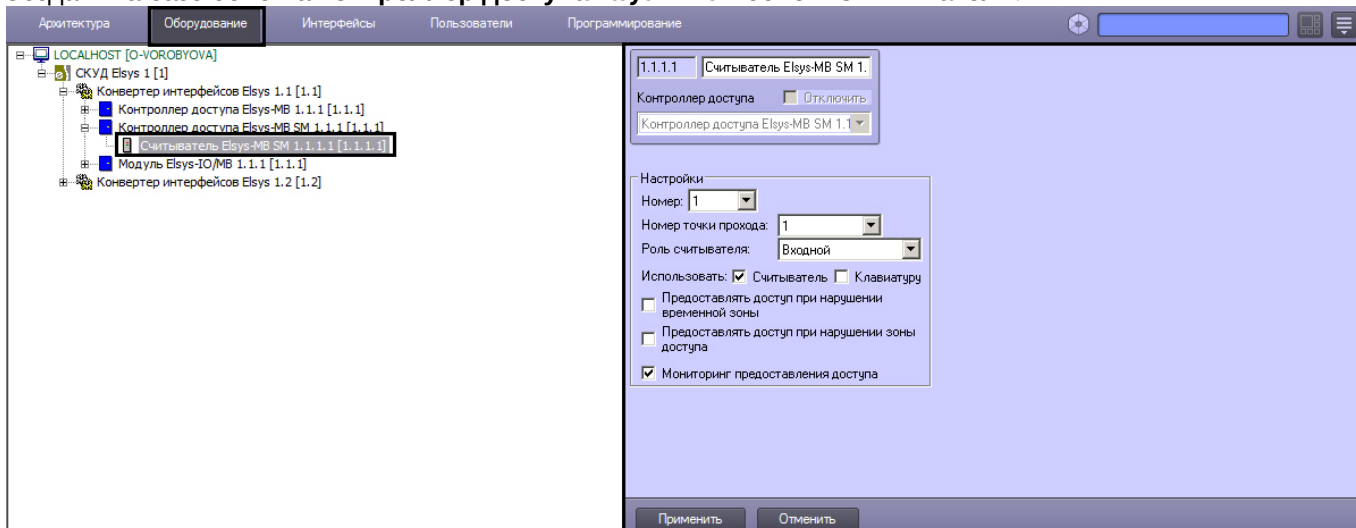 Архитектура Оборудование Интерфейсы Пользователи Программирование
LOCALHOST [O-VOROBYOVA]
СКУД Elsys 1 [1]
Конвертер интерфейсов Elsys 1.1 [1.1]
Контроллер доступа Elsys-MB 1.1.1 [1.1.1]
Контроллер доступа Elsys-MB SM 1.1.1 [1.1.1]
Считыватель Elsys-MB SM 1.1.1.1 [1.1.1.1]
Модуль Elsys-IO/MB 1.1.1 [1.1.1]
Конвертер интерфейсов Elsys 1.2 [1.2]
1.1.1.1 Считыватель Elsys-MB SM 1.
Контроллер доступа Отключить
Контроллер доступа Elsys-MB SM 1.1
Настройки
Номер: 1
Номер точки прохода: 1
Роль считывателя: Входной
Использовать: Считыватель Клавиатуру
Предоставлять доступ при нарушении
временной зоны
Предоставлять доступ при нарушении зоны
доступа
Мониторинг предоставления доступа
Применить Отменить